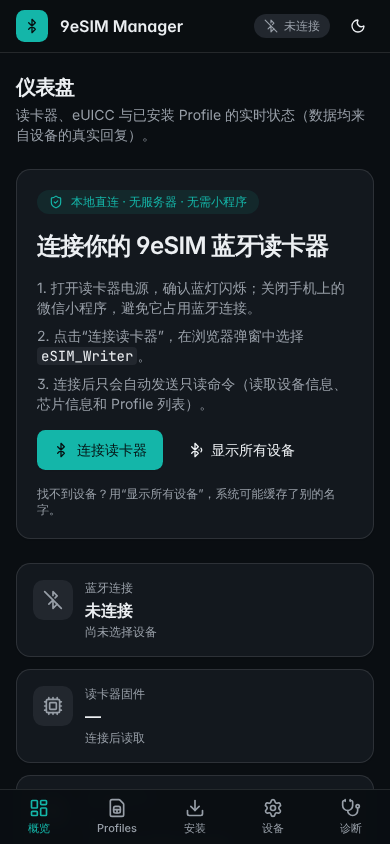 9eSIM Manager
未连接
仪表盘
读卡器、eUICC 与已安装 Profile 的实时状态（数据均来
自设备的真实回复）。
本地直连 · 无服务器 · 无需小程序
连接你的 9eSIM 蓝牙读卡器
1. 打开读卡器电源，确认蓝灯闪烁；关闭手机上的
微信小程序，避免它占用蓝牙连接。
2. 点击“连接读卡器”，在浏览器弹窗中选择
eSIM_Writer。
3. 连接后只会自动发送只读命令（读取设备信息、
芯片信息和 Profile 列表）。
连接读卡器
显示所有设备
找不到设备？用“显示所有设备”，系统可能缓存了别的名
字。
蓝牙连接
未连接
尚未选择设备
读卡器固件
—
连接后读取
概览
Profiles
安装
设备
诊断